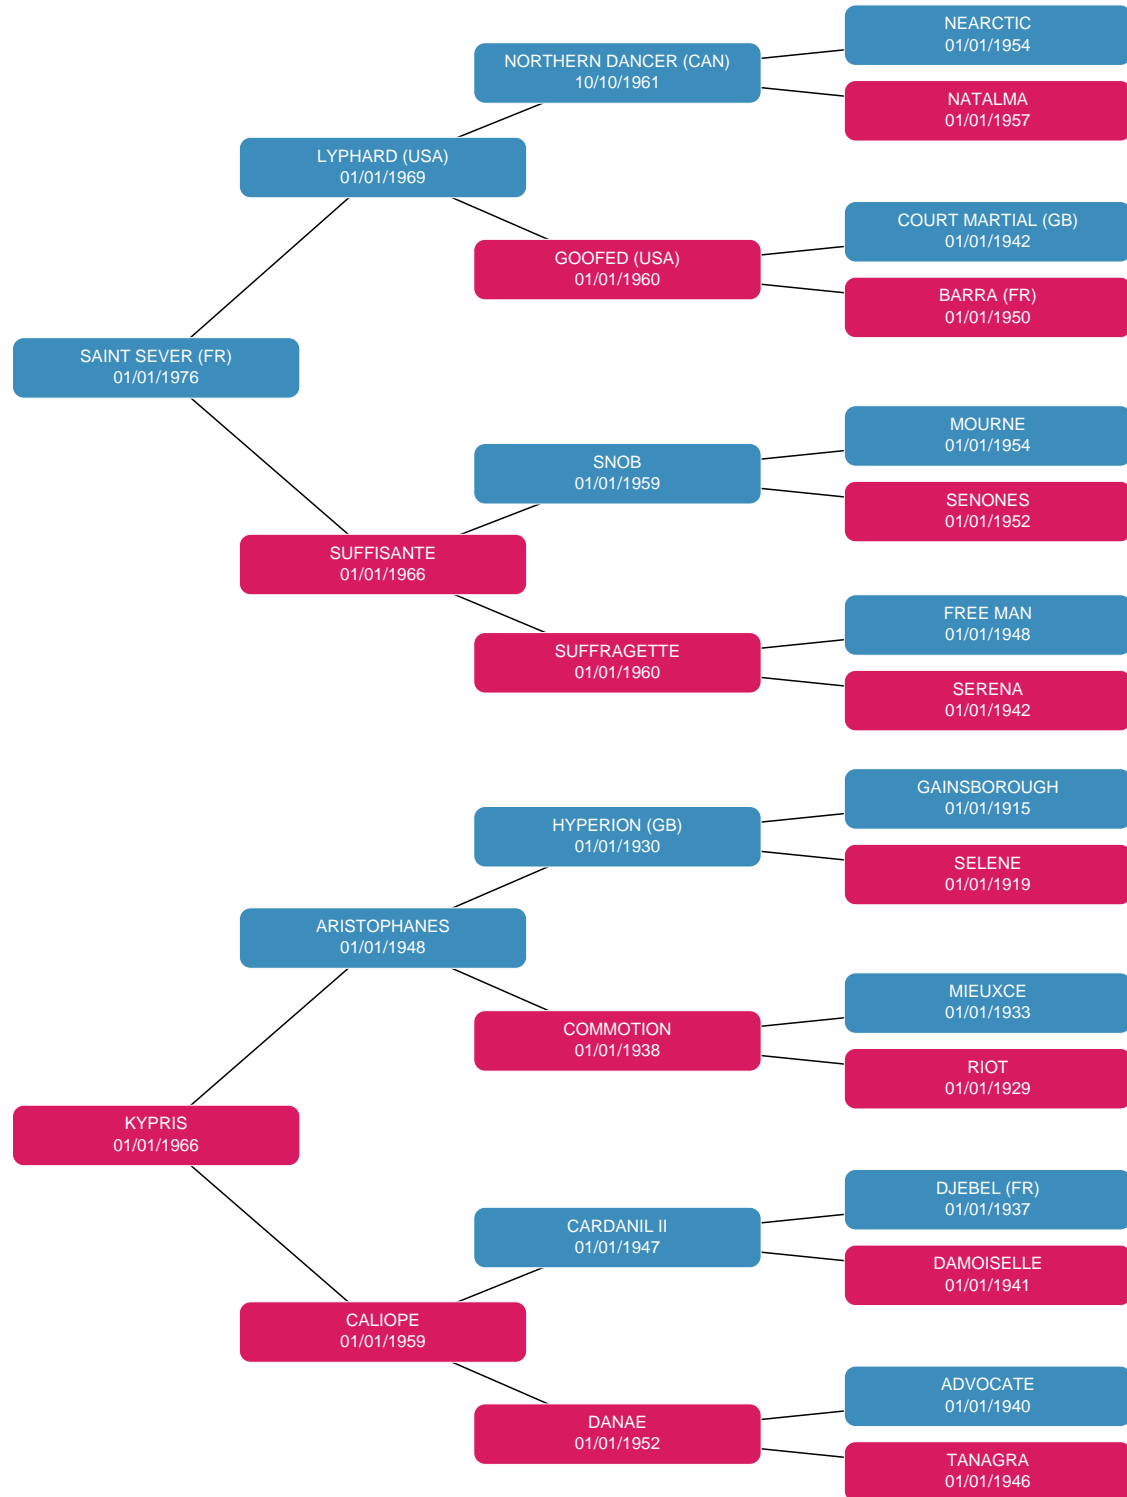 NEARCTIC
01/01/1954
NORTHERN DANCER (CAN)
10/10/1961
NATALMA
01/01/1957
LYPHARD (USA)
01/01/1969
COURT MARTIAL (GB)
01/01/1942
GOOFED (USA)
01/01/1960
BARRA (FR)
01/01/1950
SAINT SEVER (FR)
01/01/1976
MOURNE
01/01/1954
SNOB
01/01/1959
SENONES
01/01/1952
SUFFISANTE
01/01/1966
FREE MAN
01/01/1948
SUFFRAGETTE
01/01/1960
SERENA
01/01/1942
GAINSBOROUGH
01/01/1915
HYPERION (GB)
01/01/1930
SELENE
01/01/1919
ARISTOPHANES
01/01/1948
MIEUXCE
01/01/1933
COMMOTION
01/01/1938
RIOT
01/01/1929
KYPRIS
01/01/1966
DJEBEL (FR)
01/01/1937
CARDANIL II
01/01/1947
DAMOISELLE
01/01/1941
CALIOPE
01/01/1959
ADVOCATE
01/01/1940
DANAE
01/01/1952
TANAGRA
01/01/1946